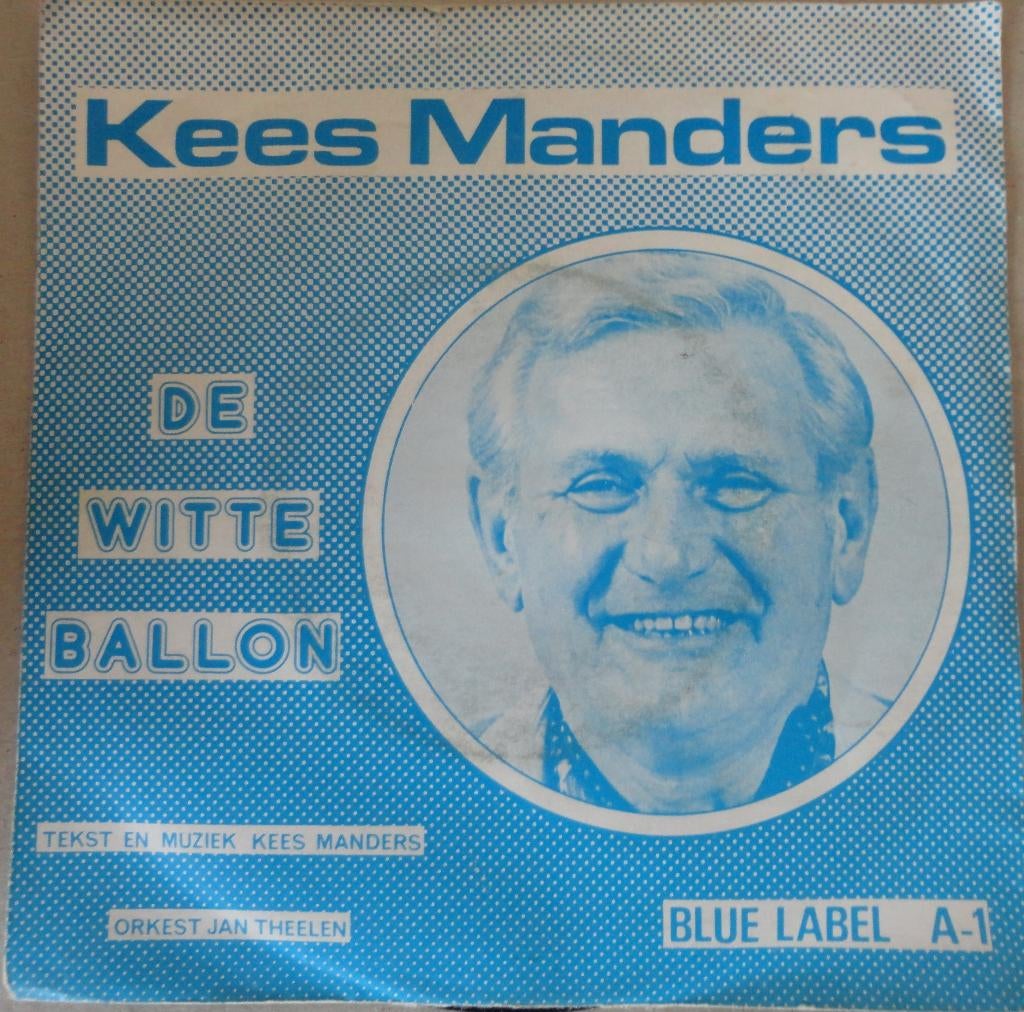 Kees Manders
DE
WITTE
BALLON
TEKST EN MUZIEK KEES MANDERS
ORKEST JAN THEELEN
BLUE LABEL A-1